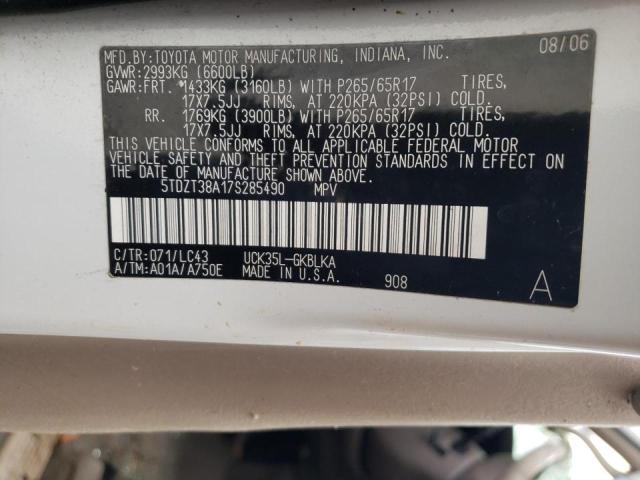 MFD.BY:TOYOTA MOTOR MANUFACTURING, INDIANA, INC. 08/06
GVWR:2993KG (6600LB)
GAWR:FRT. 1433KG (3160LB) WITH P265/65R17 TIRES,
17X7.5JJ RIMS, AT 220KPA (32PSI) COLD.
RR. 1769KG (3900LB) WITH P265/65R17 TIRES,
17X7.5JJ RIMS, AT 220KPA (32PSI) COLD.
THIS VEHICLE CONFORMS TO ALL APPLICABLE FEDERAL MOTOR
VEHICLE SAFETY AND THEFT PREVENTION STANDARDS IN EFFECT ON
THE DATE OF MANUFACTURE SHOWN ABOVE.
5TDZT38A17S285490 MPV
C/TR:071/LC43 UCK35L-GKBLKA
A/TM:A01A/A750E MADE IN U.S.A.
908 A